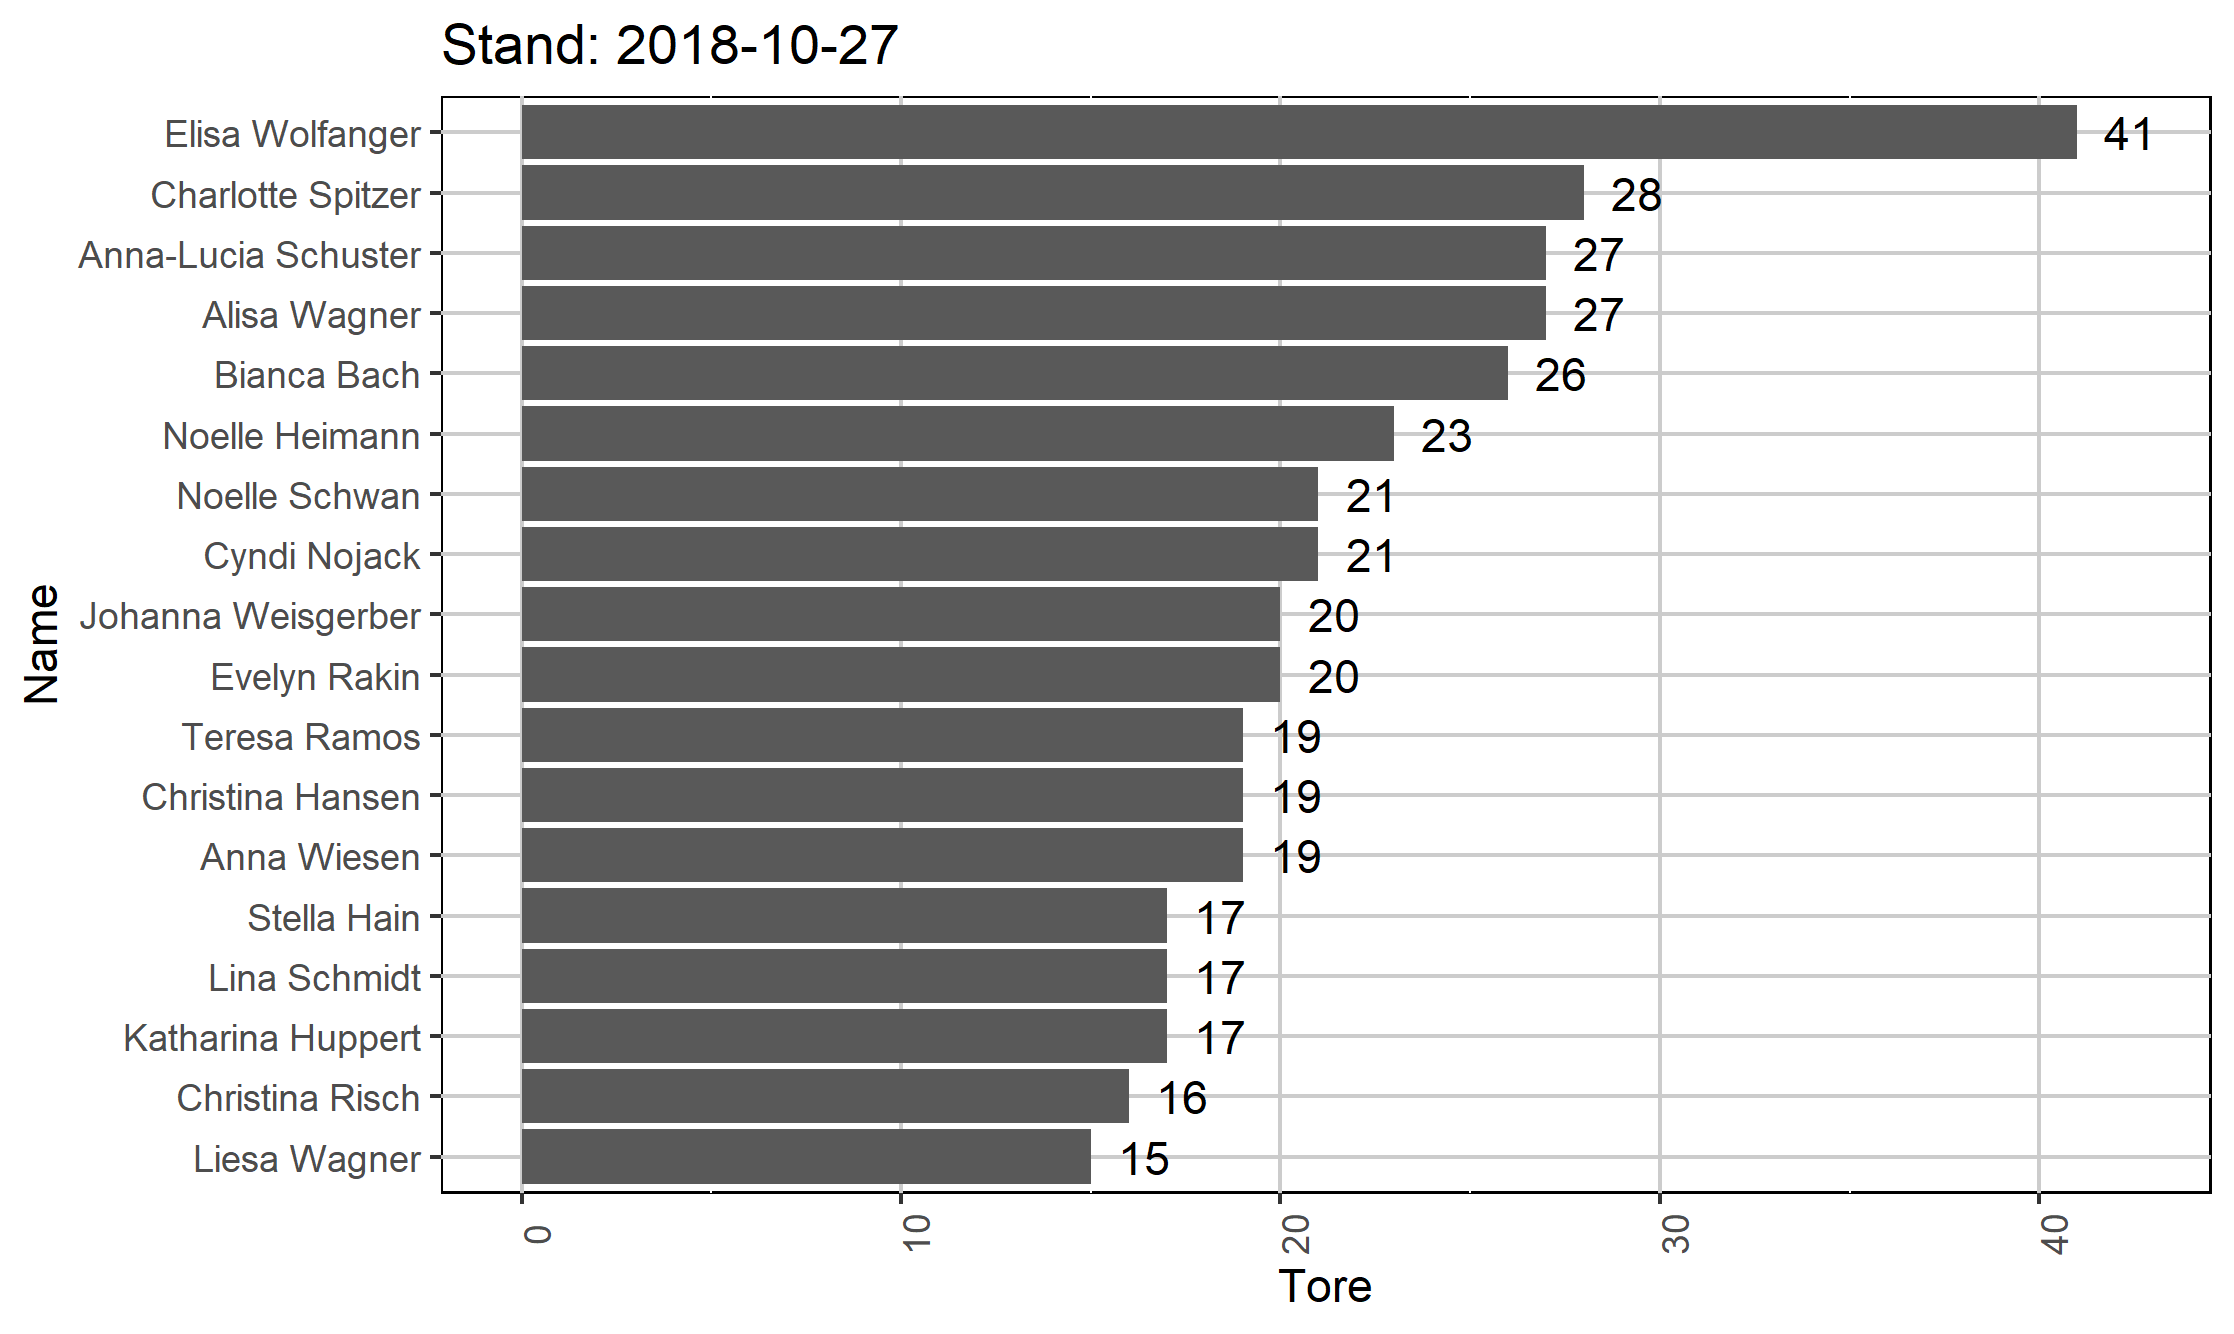 Stand: 2018-10-27
Name
Elisa Wolfanger 41
Charlotte Spitzer 28
Anna-Lucia Schuster 27
Alisa Wagner 27
Bianca Bach 26
Noelle Heimann 23
Noelle Schwan 21
Cyndi Nojack 21
Johanna Weisgerber 20
Evelyn Rakin 20
Teresa Ramos 19
Christina Hansen 19
Anna Wiesen 19
Stella Hain 17
Lina Schmidt 17
Katharina Huppert 17
Christina Risch 16
Liesa Wagner 15
0 10 20 30 40
Tore